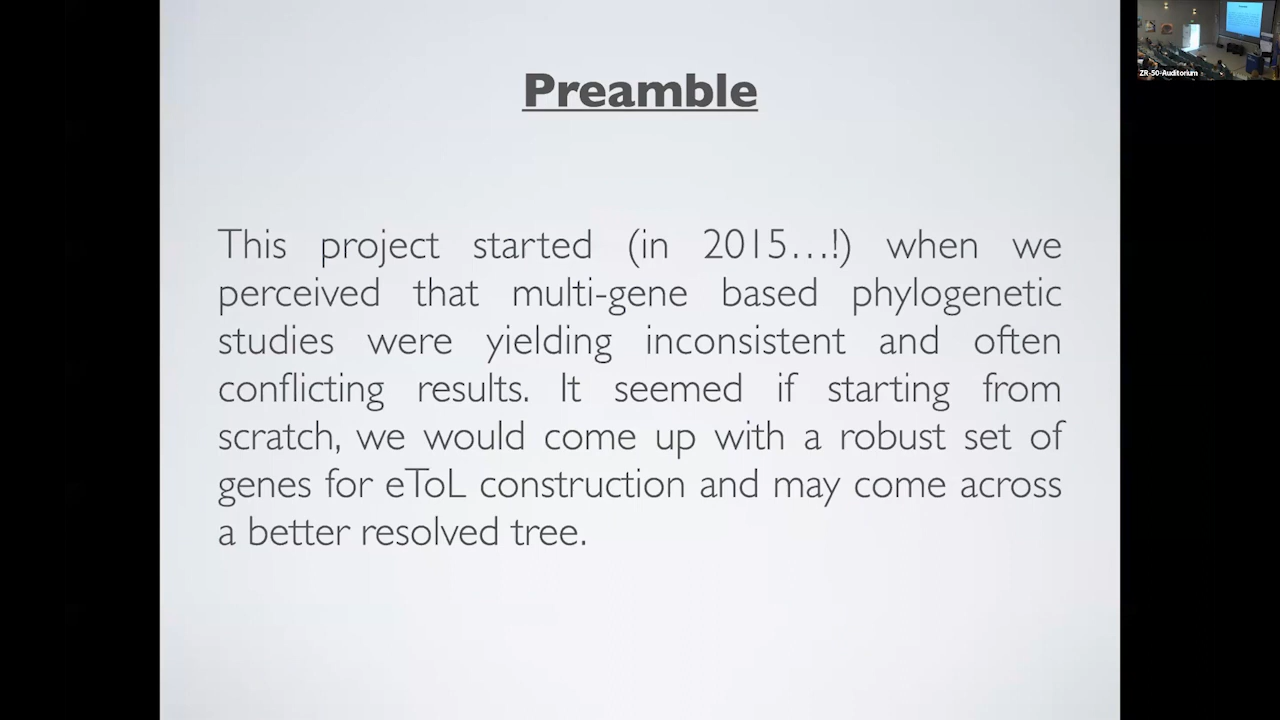 Preamble
This project started (in 2015...!) when we
perceived that multi-gene based phylogenetic
studies were yielding inconsistent and often
conflicting results. It seemed if starting from
scratch, we would come up with a robust set of
genes for eToL construction and may come across
a better resolved tree.
ZR-50-Auditorium